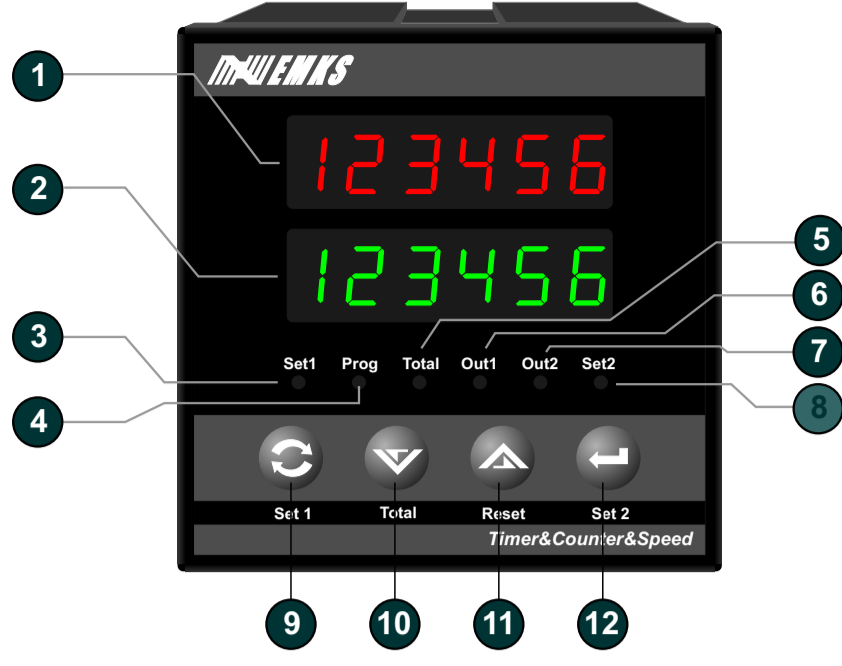 EMKS
1
123456
2
123456
5
6
3
Set1 Prog Total Out1 Out2 Set2
7
4
8
Set 1 Total Reset Set 2
Timer&Counter&Speed
9 10 11 12